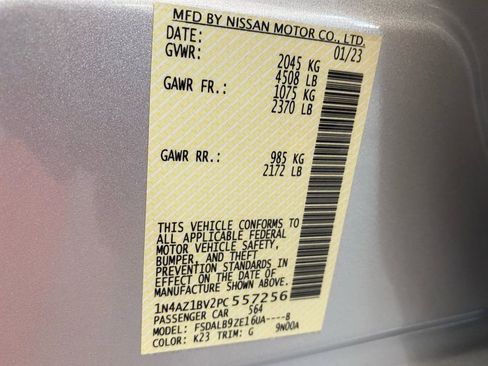 MFD BY NISSAN MOTOR CO., LTD.
DATE: 01/23
GVWR: 2045 KG
4508 LB
GAWR FR.: 1075 KG
2370 LB
GAWR RR.: 985 KG
2172 LB
THIS VEHICLE CONFORMS TO
ALL APPLICABLE FEDERAL
MOTOR VEHICLE SAFETY,
BUMPER, AND THEFT
PREVENTION STANDARDS IN
EFFECT ON THE DATE OF
MANUFACTURE SHOWN ABOVE.
1N4AZ1BV2PC557256
PASSENGER CAR 564
MODEL: FSDALB9ZE16UA----B
COLOR: K23 TRIM: G 9N00A